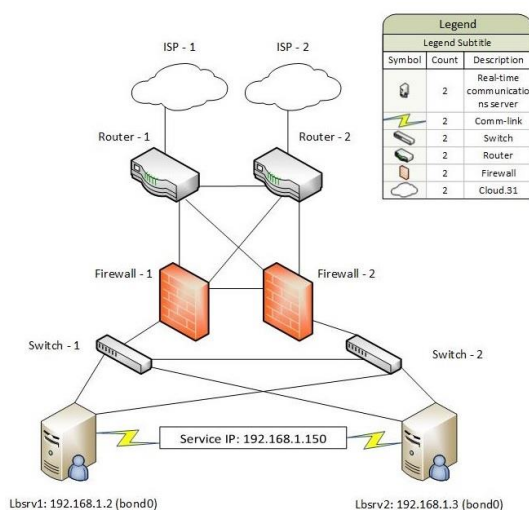 ISP - 1
ISP - 2
Router - 1
Router - 2
Firewall - 1
Firewall - 2
Switch - 1
Switch - 2
Service IP: 192.168.1.150
Lbsrv1: 192.168.1.2 (bond0)
Lbsrv2: 192.168.1.3 (bond0)
Legend
Legend Subtitle
Symbol Count Description
2 Real-time
communicatio
ns server
2 Comm-link
2 Switch
2 Router
2 Firewall
2 Cloud.31